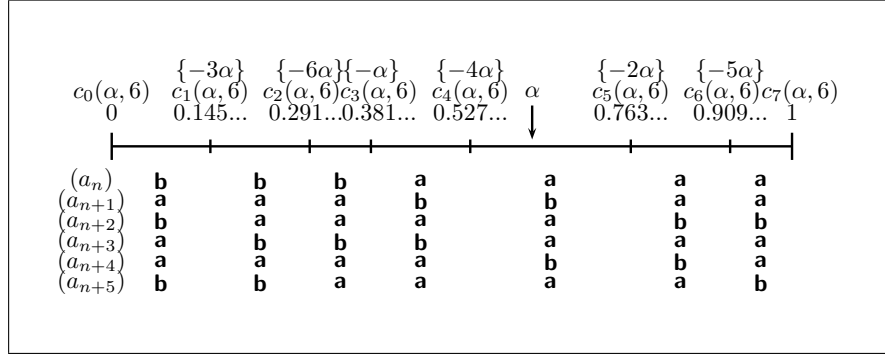 {−3α} {−6α}{−α} {−4α} {−2α} {−5α}
c₀(α, 6) c₁(α, 6) c₂(α, 6)c₃(α, 6) c₄(α, 6) α c₅(α, 6) c₆(α, 6)c₇(α, 6)
0 0.145... 0.291...0.381... 0.527... 0.763... 0.909... 1
(aₙ) b b b a a a a
(aₙ₊₁) a a a b b a a
(aₙ₊₂) b a a a a b b
(aₙ₊₃) a b b b a a a
(aₙ₊₄) a a a a b b a
(aₙ₊₅) b b a a a a b